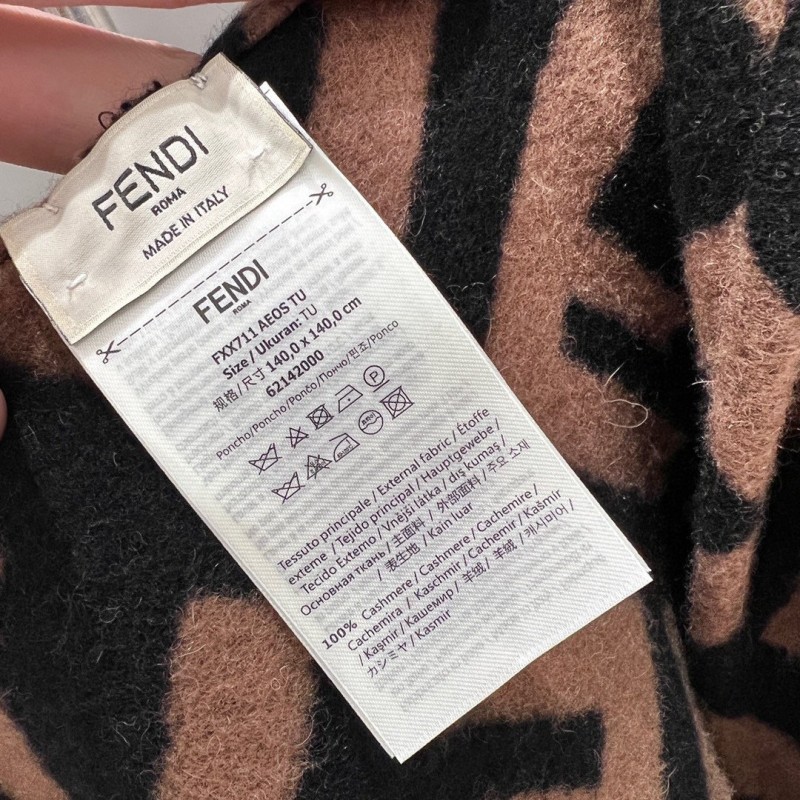 FENDI
ROMA
MADE IN ITALY
FENDI
ROMA
FXX711 AEOS TU
Size / Ukuran: TU
规格/尺寸 140,0 x 140,0 cm
62142000
Poncho/Poncho/Pončo/Пончо/판초/Ponco
Tessuto principale / External fabric / Étoffe
externe / Tejido principal / Hauptgewebe /
Tecido Externo / Vnější látka / dış kumaş /
Основная ткань / 主面料 / 外部面料 / 주요 소재
/ 表生地 / Kain luar
100% Cashmere / Cashmere / Cachemire /
Cachemira / Kaschmir / Cachemir / Kašmír
/ Kaşmir / Кашемир / 羊绒 / 羊絨 / 캐시미어 /
カシミヤ / Kasmir